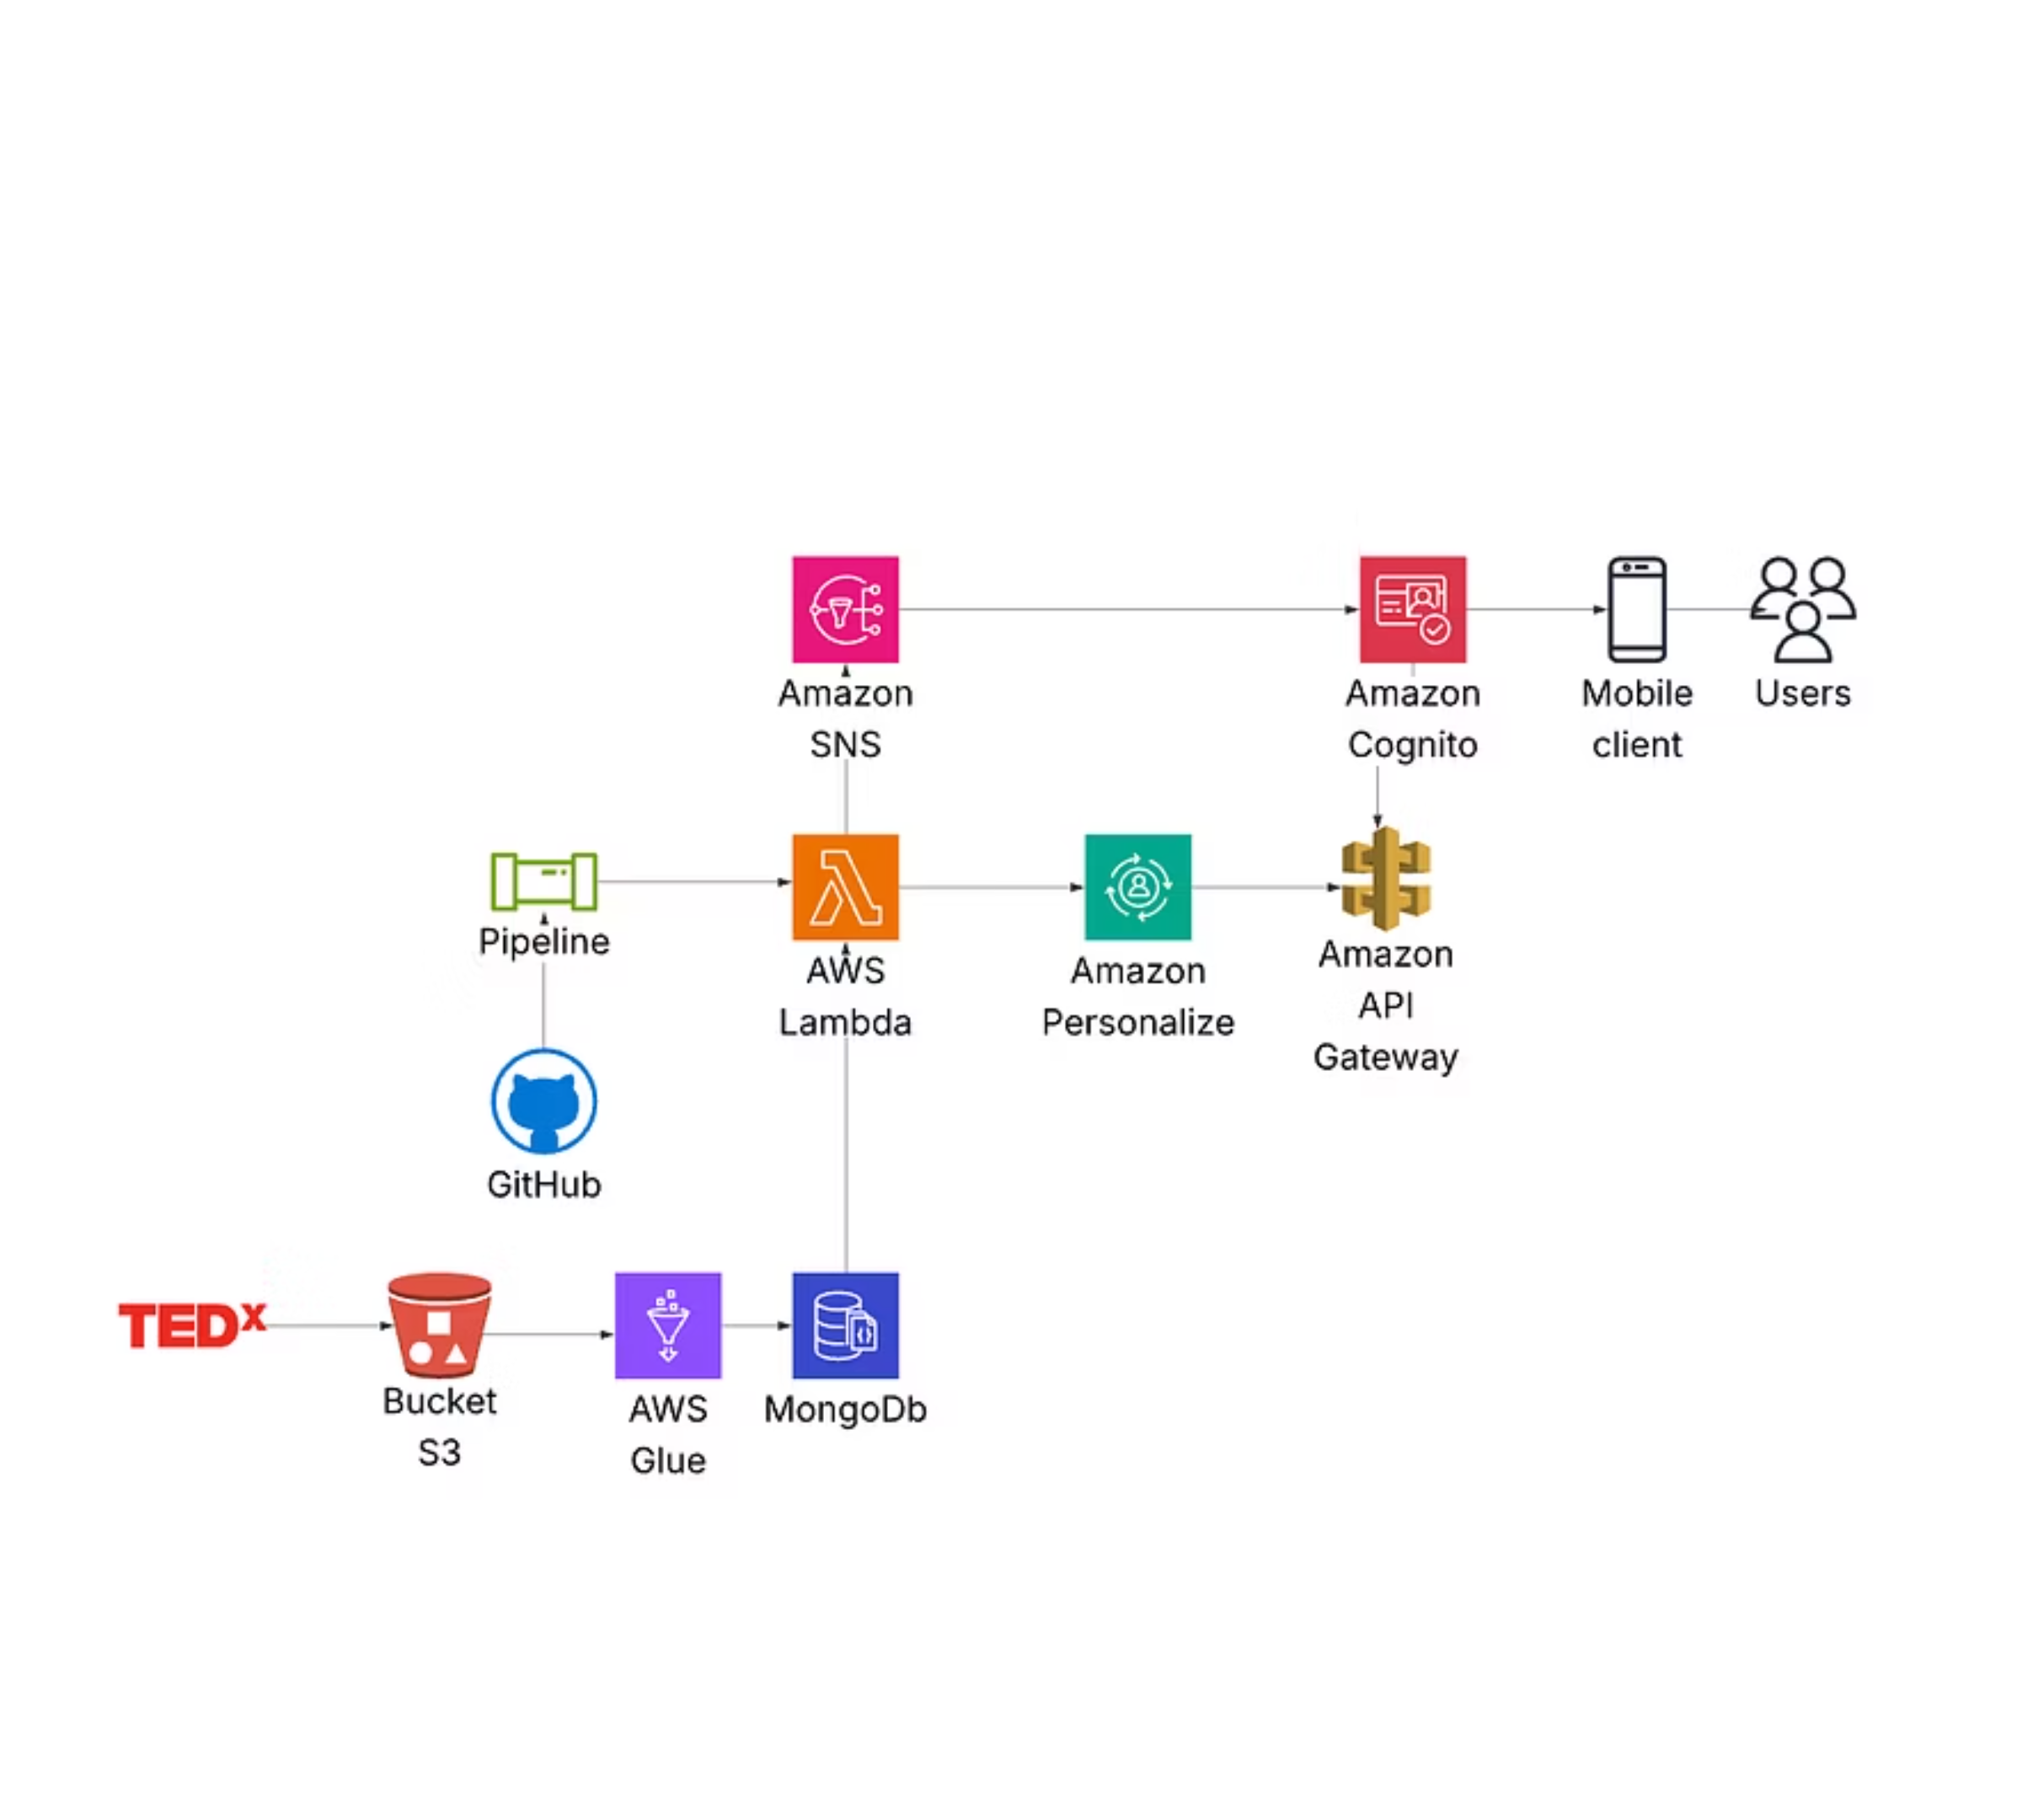 Amazon
SNS
Amazon
Cognito
Mobile
client
Users
Pipeline
AWS
Lambda
Amazon
Personalize
Amazon
API
Gateway
GitHub
TEDx
Bucket
S3
AWS
Glue
MongoDb